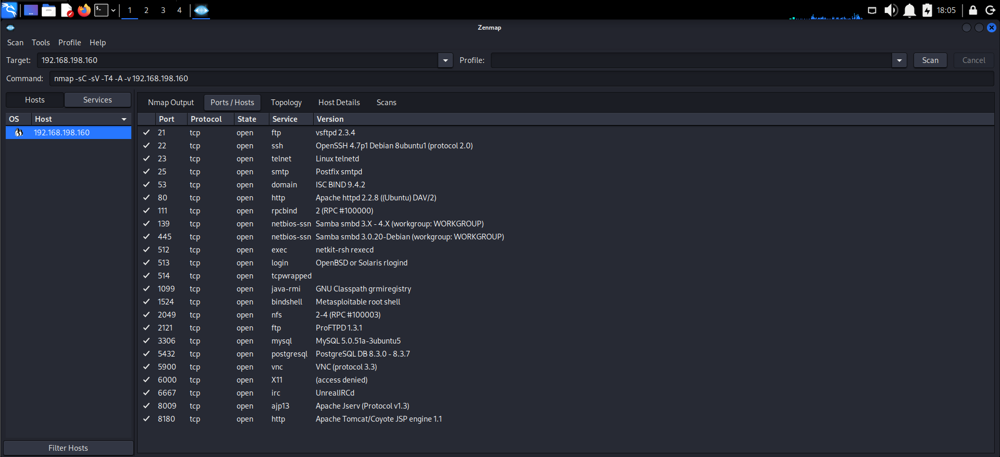 1 2 3 4 18:05
Zenmap
Scan Tools Profile Help
Target: 192.168.198.160 Profile: Scan Cancel
Command: nmap -sC -sV -T4 -A -v 192.168.198.160
Hosts Services Nmap Output Ports / Hosts Topology Host Details Scans
OS Host Port Protocol State Service Version
192.168.198.160 21 tcp open ftp vsftpd 2.3.4
22 tcp open ssh OpenSSH 4.7p1 Debian 8ubuntu1 (protocol 2.0)
23 tcp open telnet Linux telnetd
25 tcp open smtp Postfix smtpd
53 tcp open domain ISC BIND 9.4.2
80 tcp open http Apache httpd 2.2.8 ((Ubuntu) DAV/2)
111 tcp open rpcbind 2 (RPC #100000)
139 tcp open netbios-ssn Samba smbd 3.X - 4.X (workgroup: WORKGROUP)
445 tcp open netbios-ssn Samba smbd 3.0.20-Debian (workgroup: WORKGROUP)
512 tcp open exec netkit-rsh rexecd
513 tcp open login OpenBSD or Solaris rlogind
514 tcp open tcpwrapped
1099 tcp open java-rmi GNU Classpath grmiregistry
1524 tcp open bindshell Metasploitable root shell
2049 tcp open nfs 2-4 (RPC #100003)
2121 tcp open ftp ProFTPD 1.3.1
3306 tcp open mysql MySQL 5.0.51a-3ubuntu5
5432 tcp open postgresql PostgreSQL DB 8.3.0 - 8.3.7
5900 tcp open vnc VNC (protocol 3.3)
6000 tcp open X11 (access denied)
6667 tcp open irc UnrealIRCd
8009 tcp open ajp13 Apache Jserv (Protocol v1.3)
8180 tcp open http Apache Tomcat/Coyote JSP engine 1.1
Filter Hosts